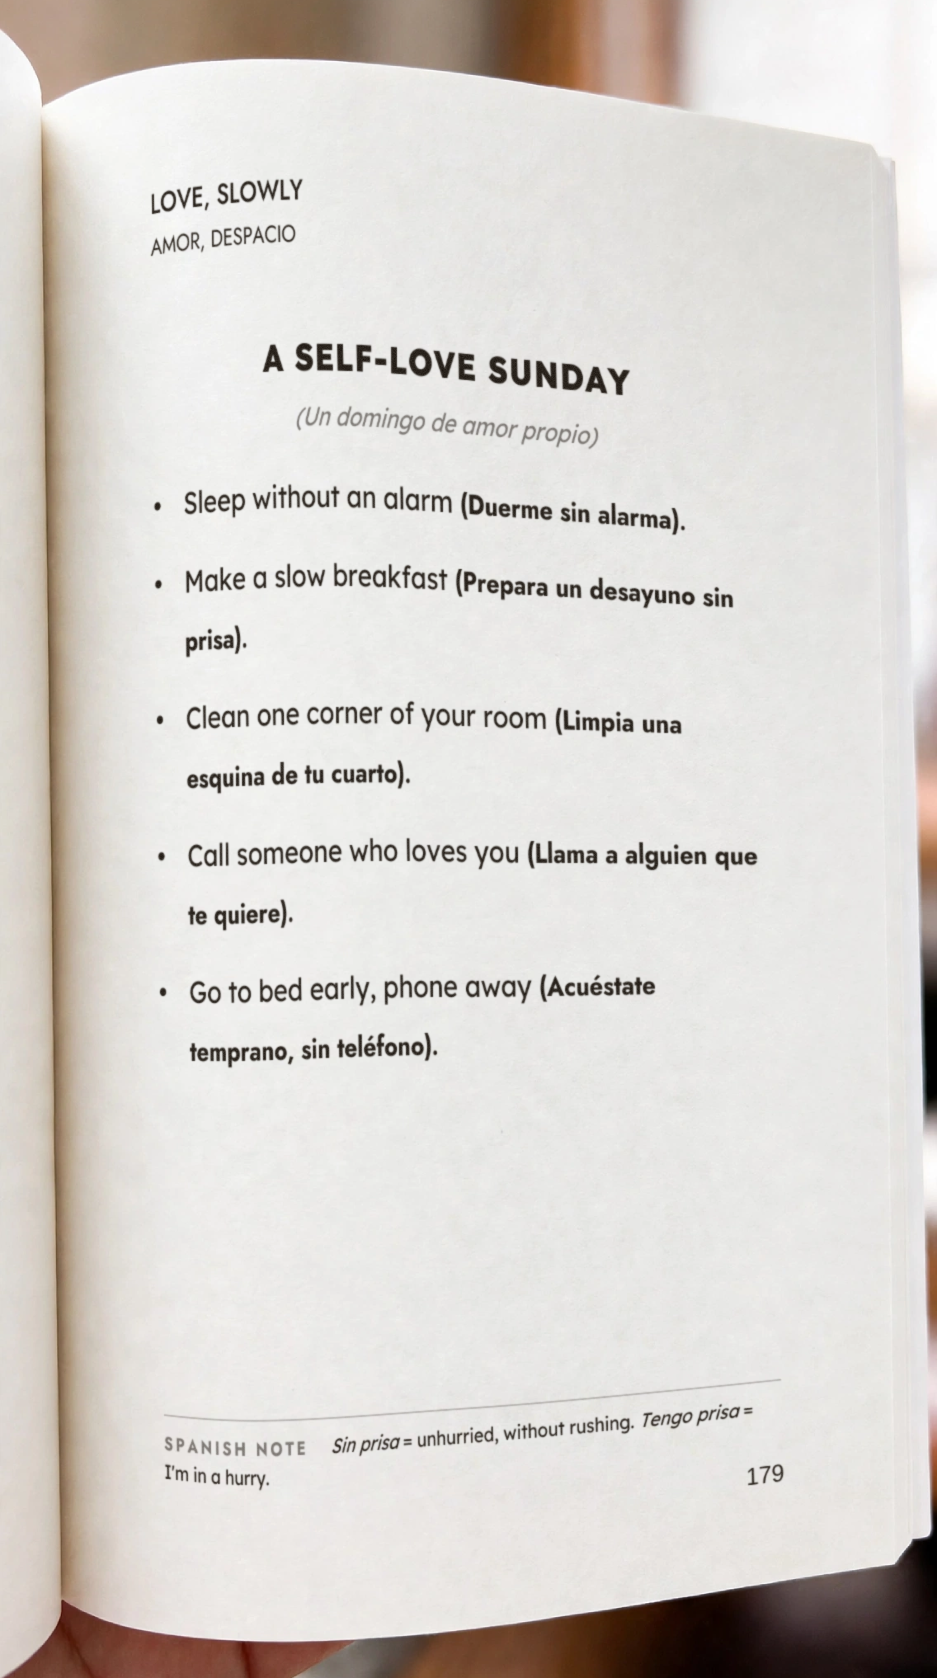 LOVE, SLOWLY
AMOR, DESPACIO
A SELF-LOVE SUNDAY
(Un domingo de amor propio)
• Sleep without an alarm (Duerme sin alarma).
• Make a slow breakfast (Prepara un desayuno sin
prisa).
• Clean one corner of your room (Limpia una
esquina de tu cuarto).
• Call someone who loves you (Llama a alguien que
te quiere).
• Go to bed early, phone away (Acuéstate
temprano, sin teléfono).
SPANISH NOTE Sin prisa = unhurried, without rushing. Tengo prisa =
I'm in a hurry.
179